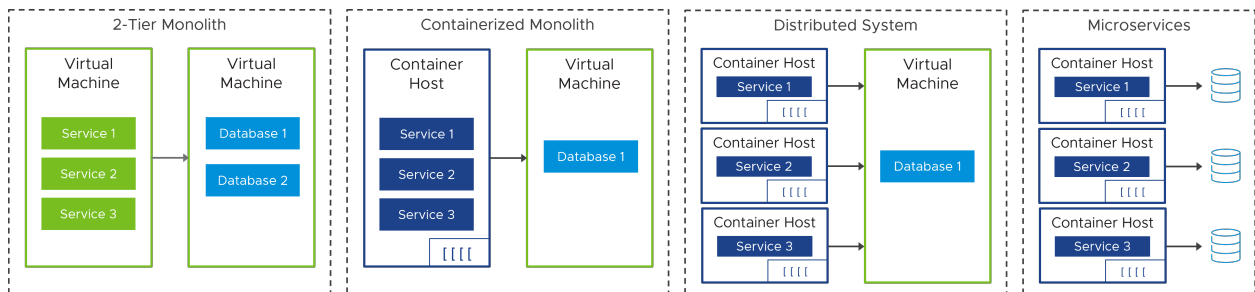 2-Tier Monolith
Virtual
Machine
Service 1
Service 2
Service 3
Virtual
Machine
Database 1
Database 2
Containerized Monolith
Container
Host
Service 1
Service 2
Service 3
[ [ [ [
Virtual
Machine
Database 1
Distributed System
Container Host
Service 1
[ [ [ [
Container Host
Service 2
[ [ [ [
Container Host
Service 3
[ [ [ [
Virtual
Machine
Database 1
Microservices
Container Host
Service 1
[ [ [ [
Container Host
Service 2
[ [ [ [
Container Host
Service 3
[ [ [ [